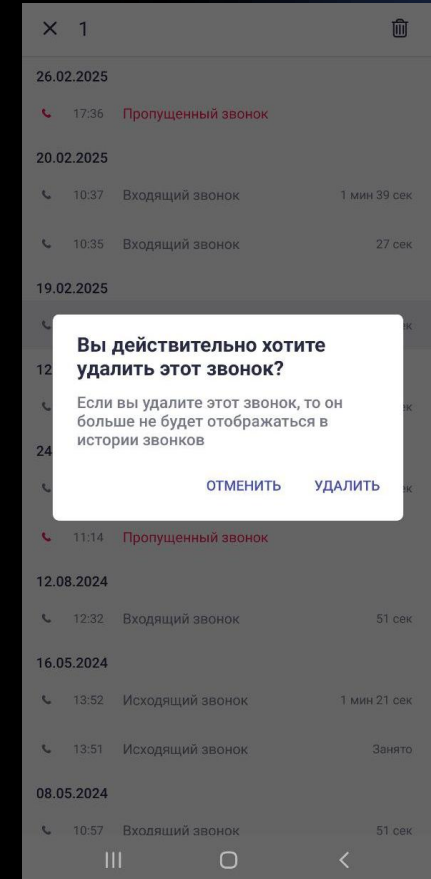 1
26.02.2025
17:36 Пропущенный звонок
20.02.2025
10:37 Входящий звонок 1 мин 39 сек
10:35 Входящий звонок 27 сек
19.02.2025
Вы действительно хотите
удалить этот звонок?
12
Если вы удалите этот звонок, то он
больше не будет отображаться в
истории звонков
24
ОТМЕНИТЬ УДАЛИТЬ
11:14 Пропущенный звонок
12.08.2024
12:32 Входящий звонок 51 сек
16.05.2024
13:52 Исходящий звонок 1 мин 21 сек
13:51 Исходящий звонок Занято
08.05.2024
10:57 Входящий звонок 51 сек